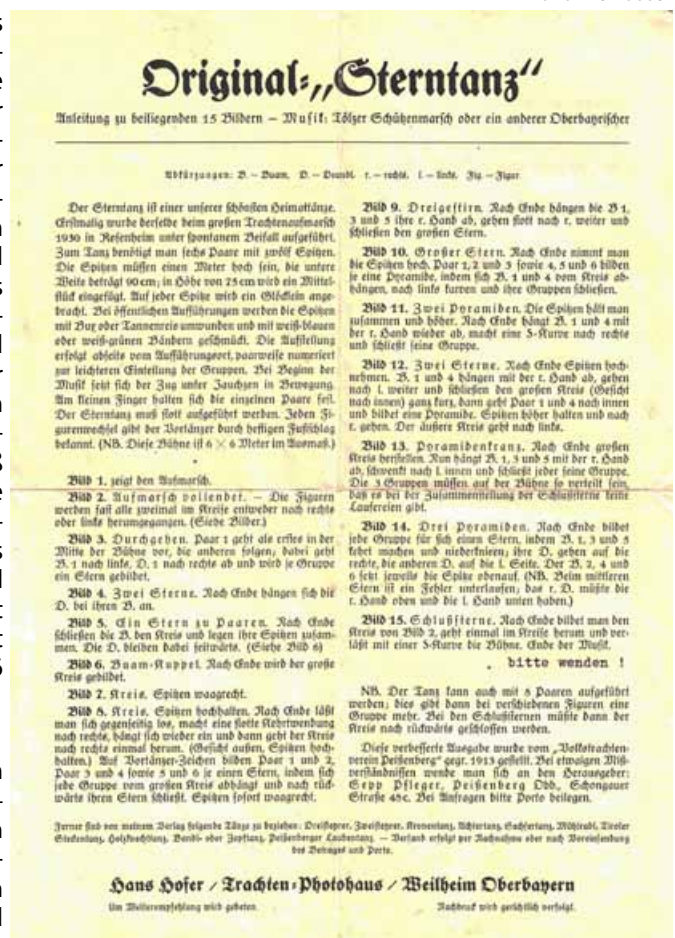 Original-„Sterntanz“
Anleitung zu beiliegenden 15 Bildern — Musik: Tölzer Schützenmarsch oder ein anderer Oberbayrischer
Abkürzungen: B. – Buam, D. – Deandl, r. – rechts, l. – links, Fig. – Figur
Der Sterntanz ist einer unserer schönsten Heimattänze.
Erstmalig wurde derselbe beim großen Trachtenaufmarsch
1930 in Rosenheim unter spontanem Beifall aufgeführt.
Zum Tanz benötigt man sechs Paare mit zwölf Spitzen.
Die Spitzen müssen einen Meter hoch sein, die untere
Weite beträgt 90 cm; in Höhe von 75 cm wird ein Mittel-
stück eingefügt. Auf jeder Spitze wird ein Glöcklein ange-
bracht. Bei öffentlichen Aufführungen werden die Spitzen
mit Bux oder Tannenreis umwunden und mit weiß-blauen
oder weiß-grünen Bändern geschmückt. Die Aufstellung
erfolgt abseits vom Aufführungsort, paarweise numeriert
zur leichteren Einteilung der Gruppen. Bei Beginn der
Musik setzt sich der Zug unter Jauchzen in Bewegung.
Am kleinen Finger halten sich die einzelnen Paare fest.
Der Sterntanz muß flott aufgeführt werden. Jeden Fi-
gurenwechsel gibt der Vortänzer durch heftigen Fußschlag
bekannt. (NB. Diese Bühne ist 6 × 6 Meter im Ausmaß.)
Bild 1. zeigt den Aufmarsch.
Bild 2. Aufmarsch vollendet. — Die Figuren
werden fast alle zweimal im Kreise entweder nach rechts
oder links herumgegangen. (Siehe Bilder.)
Bild 3. Durchgehen. Paar 1 geht als erstes in der
Mitte der Bühne vor, die anderen folgen; dabei geht
B. 1 nach links, D. 1 nach rechts ab und wird je Gruppe
ein Stern gebildet.
Bild 4. Zwei Sterne. Nach Ende hängen sich die
D. bei ihren B. an.
Bild 5. Ein Stern zu Paaren. Nach Ende
schließen die B. den Kreis und legen ihre Spitzen zusam-
men. Die D. bleiben dabei seitwärts. (Siehe Bild 6)
Bild 6. Buam-Kuppel. Nach Ende wird der große
Kreis gebildet.
Bild 7. Kreis. Spitzen waagrecht.
Bild 8. Kreis. Spitzen hochhalten. Nach Ende läßt
man sich gegenseitig los, macht eine flotte Kehrtwendung
nach rechts, hängt sich wieder ein und dann geht der Kreis
nach rechts einmal herum. (Gesicht außen, Spitzen hoch-
halten.) Auf Vortänzer-Zeichen bilden Paar 1 und 2,
Paar 3 und 4 sowie 5 und 6 je einen Stern, indem sich
jede Gruppe vom großen Kreis abhängt und nach rück-
wärts ihren Stern schließt. Spitzen sofort waagrecht.
Bild 9. Dreigestirn. Nach Ende hängen die B 1,
3 und 5 ihre r. Hand ab, gehen flott nach r. weiter und
schließen den großen Stern.
Bild 10. Großer Stern. Nach Ende nimmt man
die Spitzen hoch. Paar 1, 2 und 3 sowie 4, 5 und 6 bilden
je eine Pyramide, indem sich B. 1 und 4 vom Kreis ab-
hängen, nach links kurven und ihre Gruppen schließen.
Bild 11. Zwei Pyramiden. Die Spitzen hält man
zusammen und höher. Nach Ende hängt B. 1 und 4 mit
der r. Hand wieder ab, macht eine S-Kurve nach rechts
und schließt seine Gruppe.
Bild 12. Zwei Sterne. Nach Ende Spitzen hoch-
nehmen. B. 1 und 4 hängen mit der r. Hand ab, gehen
nach l. weiter und schließen den großen Kreis (Gesicht
nach innen) ganz kurz, dann geht Paar 1 und 4 nach innen
und bildet eine Pyramide. Spitzen höher halten und nach
r. gehen. Der äußere Kreis geht nach links.
Bild 13. Pyramidenkranz. Nach Ende großen
Kreis herstellen. Nun hängt B. 1, 3 und 5 mit der r. Hand
ab, schwenkt nach l. innen und schließt jeder seine Gruppe.
Die 3 Gruppen müssen auf der Bühne so verteilt sein,
daß es bei der Zusammenstellung der Schlußsterne keine
Laufereien gibt.
Bild 14. Drei Pyramiden. Nach Ende bildet
jede Gruppe für sich einen Stern, indem B. 1, 3 und 5
kehrt machen und niederknien; ihre D. gehen auf die
rechte, die anderen D. auf die l. Seite. Der B. 2, 4 und
6 setzt jeweils die Spitze obenauf. (NB. Beim mittleren
Stern ist ein Fehler unterlaufen; das r. D. müßte die
r. Hand oben und die l. Hand unten haben.)
Bild 15. Schlußsterne. Nach Ende bildet man den
Kreis von Bild 2, geht einmal im Kreise herum und ver-
läßt mit einer S-Kurve die Bühne. Ende der Musik.
. bitte wenden !
NB. Der Tanz kann auch mit 8 Paaren aufgeführt
werden; dies gibt dann bei verschiedenen Figuren eine
Gruppe mehr. Bei den Schlußsternen müßte dann der
Kreis nach rückwärts geschlossen werden.
Diese verbesserte Ausgabe wurde vom „Volkstrachten-
verein Peißenberg“ gegr. 1913 gestellt. Bei etwaigen Miß-
verständnissen wende man sich an den Herausgeber:
Sepp Pfleger, Peißenberg Obb., Schongauer
Straße 48c. Bei Anfragen bitte Porto beilegen.
Ferner sind von meinem Verlag folgende Tänze zu beziehen: Dreisteyrer, Zweisteyrer, Kronentanz, Achtertanz, Sechsertanz, Mühlradl, Tiroler
Steckentanz, Holzhacktanz, Bandl- oder Zopftanz, Peißenberger Laubentanz. — Versand erfolgt per Nachnahme oder nach Voreinsendung
des Betrages und Porto.
Hans Hofer / Trachten-Photohaus / Weilheim Oberbayern
Um Weiterempfehlung wird gebeten.
Nachdruck wird gerichtlich verfolgt.